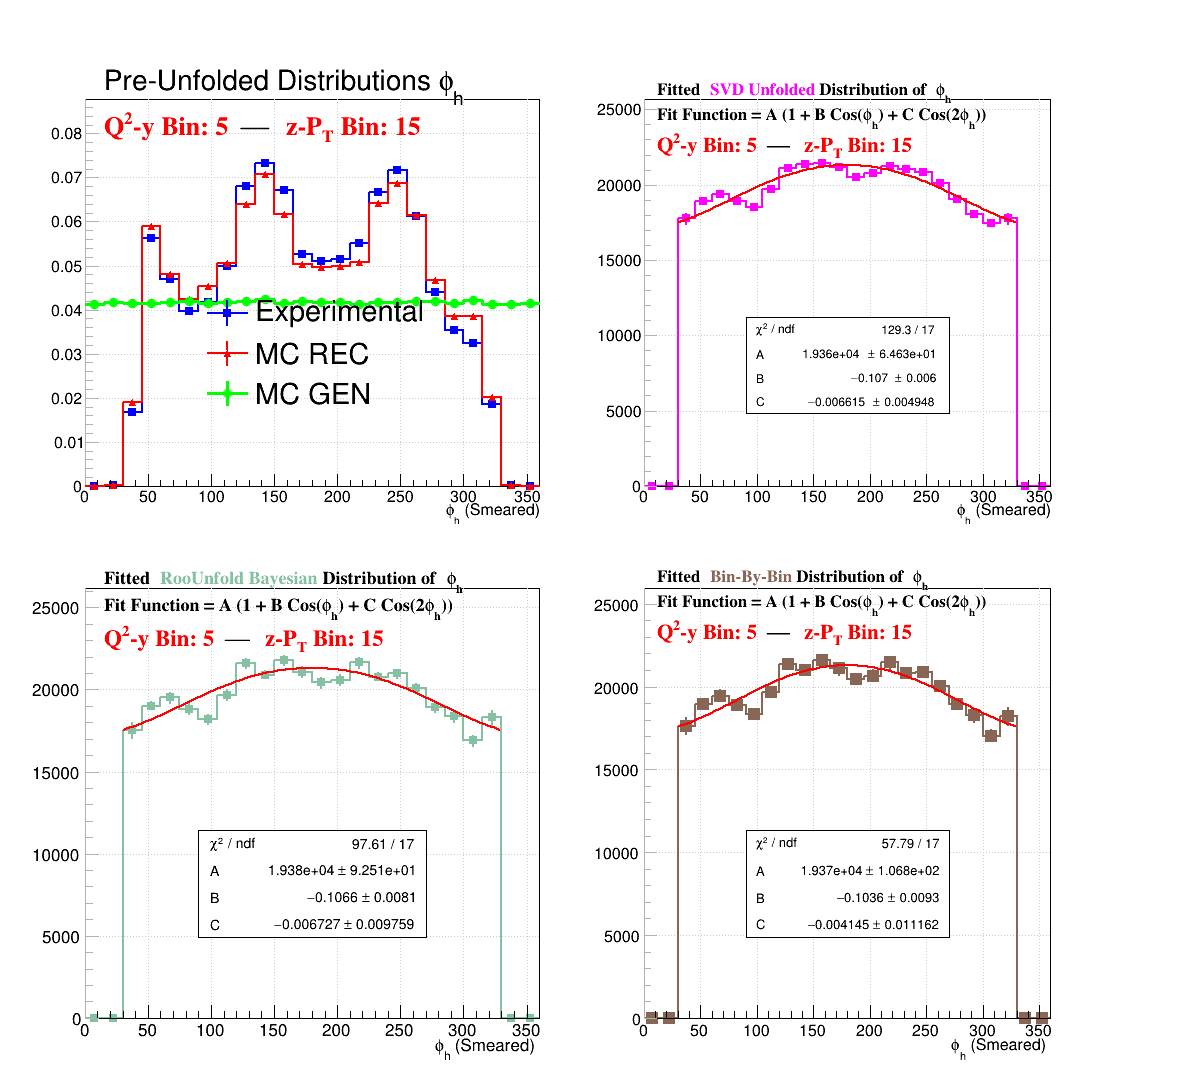 Pre-Unfolded Distributions ϕh
Q²-y Bin: 5 — z-PT Bin: 15
0.08
0.07
0.06
0.05
0.04
0.03
0.02
0.01
0
Experimental
MC REC
MC GEN
0 50 100 150 200 250 300 350
ϕh (Smeared)
Fitted SVD Unfolded Distribution of ϕh
Fit Function = A (1 + B Cos(ϕh) + C Cos(2ϕh))
Q²-y Bin: 5 — z-PT Bin: 15
25000
20000
15000
10000
5000
0
χ² / ndf 129.3 / 17
A 1.936e+04 ± 6.463e+01
B −0.107 ± 0.006
C −0.006615 ± 0.004948
0 50 100 150 200 250 300 350
ϕh (Smeared)
Fitted RooUnfold Bayesian Distribution of ϕh
Fit Function = A (1 + B Cos(ϕh) + C Cos(2ϕh))
Q²-y Bin: 5 — z-PT Bin: 15
25000
20000
15000
10000
5000
0
χ² / ndf 97.61 / 17
A 1.938e+04 ± 9.251e+01
B −0.1066 ± 0.0081
C −0.006727 ± 0.009759
0 50 100 150 200 250 300 350
ϕh (Smeared)
Fitted Bin-By-Bin Distribution of ϕh
Fit Function = A (1 + B Cos(ϕh) + C Cos(2ϕh))
Q²-y Bin: 5 — z-PT Bin: 15
25000
20000
15000
10000
5000
0
χ² / ndf 57.79 / 17
A 1.937e+04 ± 1.068e+02
B −0.1036 ± 0.0093
C −0.004145 ± 0.011162
0 50 100 150 200 250 300 350
ϕh (Smeared)